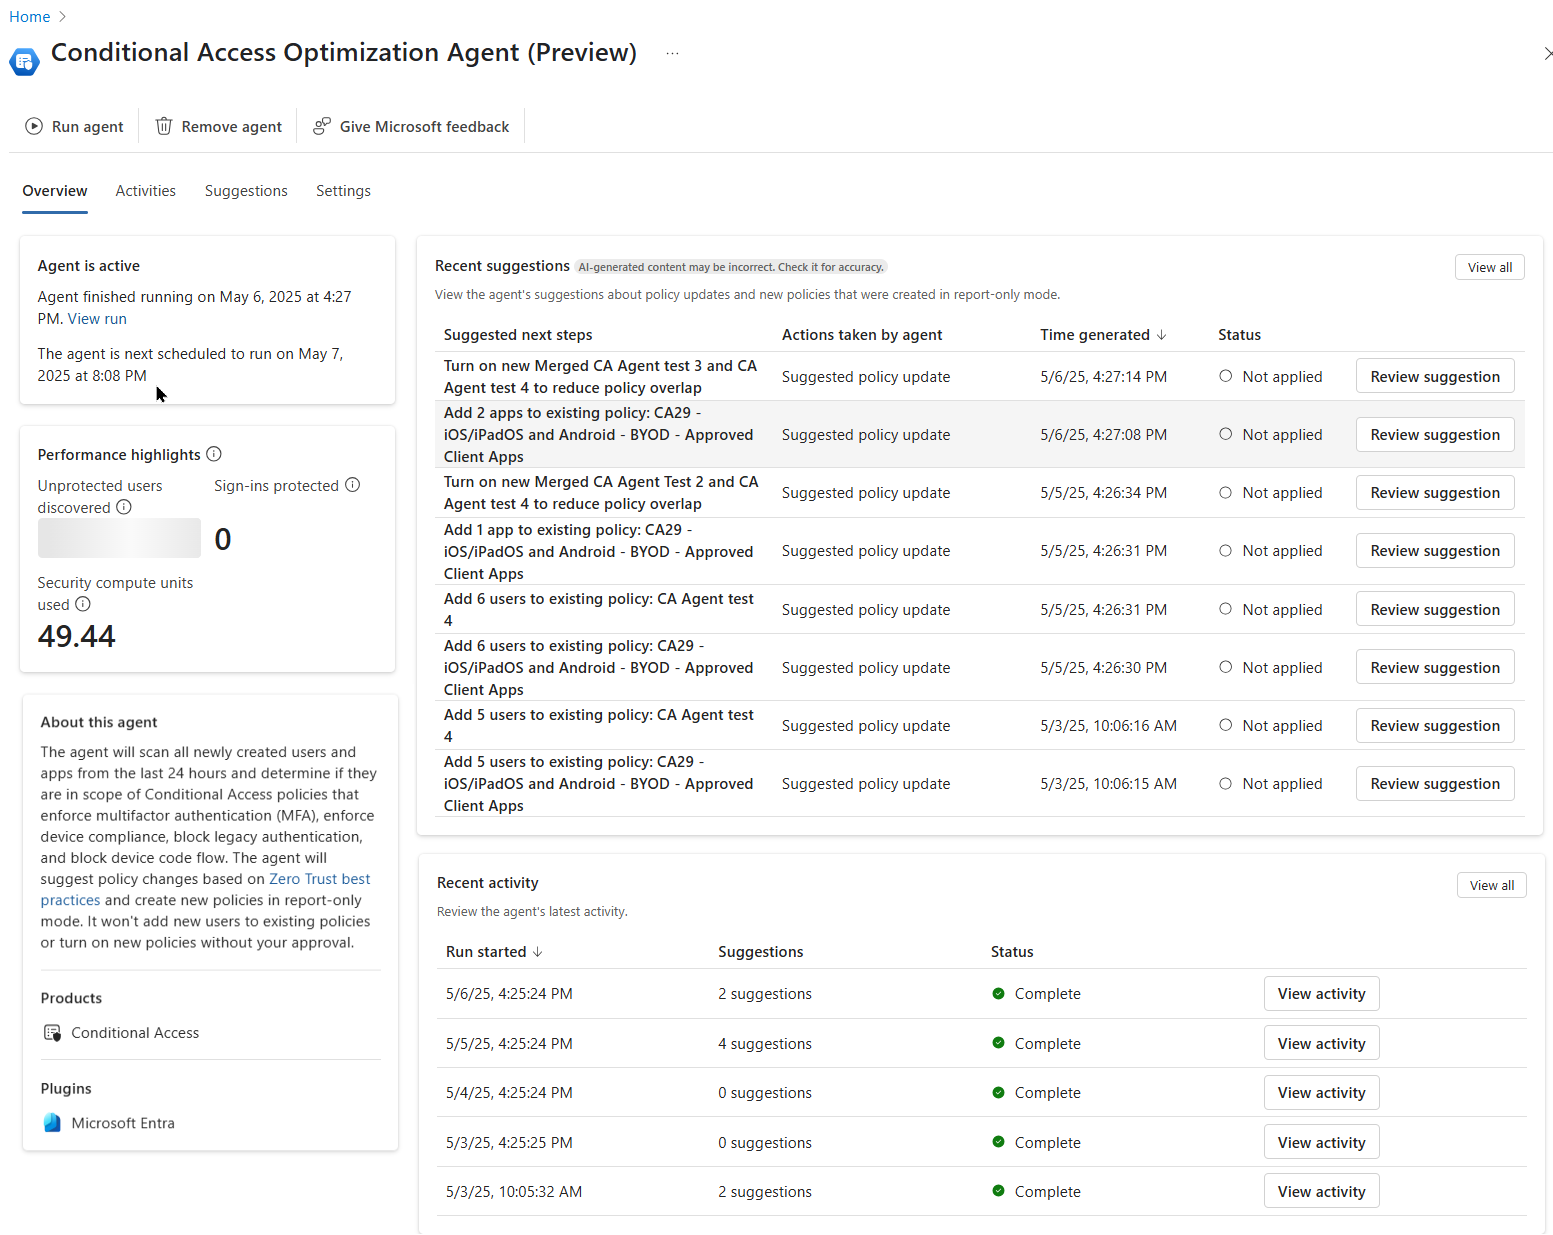 Home
Conditional Access Optimization Agent (Preview)
Run agent
Remove agent
Give Microsoft feedback
Overview
Activities
Suggestions
Settings
Agent is active
Agent finished running on May 6, 2025 at 4:27
PM. View run
The agent is next scheduled to run on May 7,
2025 at 8:08 PM
Performance highlights
Unprotected users
discovered
Sign-ins protected
0
Security compute units
used
49.44
About this agent
The agent will scan all newly created users and
apps from the last 24 hours and determine if they
are in scope of Conditional Access policies that
enforce multifactor authentication (MFA), enforce
device compliance, block legacy authentication,
and block device code flow. The agent will
suggest policy changes based on Zero Trust best
practices and create new policies in report-only
mode. It won't add new users to existing policies
or turn on new policies without your approval.
Products
Conditional Access
Plugins
Microsoft Entra
Recent suggestions AI-generated content may be incorrect. Check it for accuracy.
View all
View the agent's suggestions about policy updates and new policies that were created in report-only mode.
Suggested next steps Actions taken by agent Time generated Status
Turn on new Merged CA Agent test 3 and CA
Agent test 4 to reduce policy overlap
Suggested policy update 5/6/25, 4:27:14 PM Not applied Review suggestion
Add 2 apps to existing policy: CA29 -
iOS/iPadOS and Android - BYOD - Approved
Client Apps
Suggested policy update 5/6/25, 4:27:08 PM Not applied Review suggestion
Turn on new Merged CA Agent Test 2 and CA
Agent test 4 to reduce policy overlap
Suggested policy update 5/5/25, 4:26:34 PM Not applied Review suggestion
Add 1 app to existing policy: CA29 -
iOS/iPadOS and Android - BYOD - Approved
Client Apps
Suggested policy update 5/5/25, 4:26:31 PM Not applied Review suggestion
Add 6 users to existing policy: CA Agent test
4
Suggested policy update 5/5/25, 4:26:31 PM Not applied Review suggestion
Add 6 users to existing policy: CA29 -
iOS/iPadOS and Android - BYOD - Approved
Client Apps
Suggested policy update 5/5/25, 4:26:30 PM Not applied Review suggestion
Add 5 users to existing policy: CA Agent test
4
Suggested policy update 5/3/25, 10:06:16 AM Not applied Review suggestion
Add 5 users to existing policy: CA29 -
iOS/iPadOS and Android - BYOD - Approved
Client Apps
Suggested policy update 5/3/25, 10:06:15 AM Not applied Review suggestion
Recent activity
View all
Review the agent's latest activity.
Run started Suggestions Status
5/6/25, 4:25:24 PM 2 suggestions Complete View activity
5/5/25, 4:25:24 PM 4 suggestions Complete View activity
5/4/25, 4:25:24 PM 0 suggestions Complete View activity
5/3/25, 4:25:25 PM 0 suggestions Complete View activity
5/3/25, 10:05:32 AM 2 suggestions Complete View activity